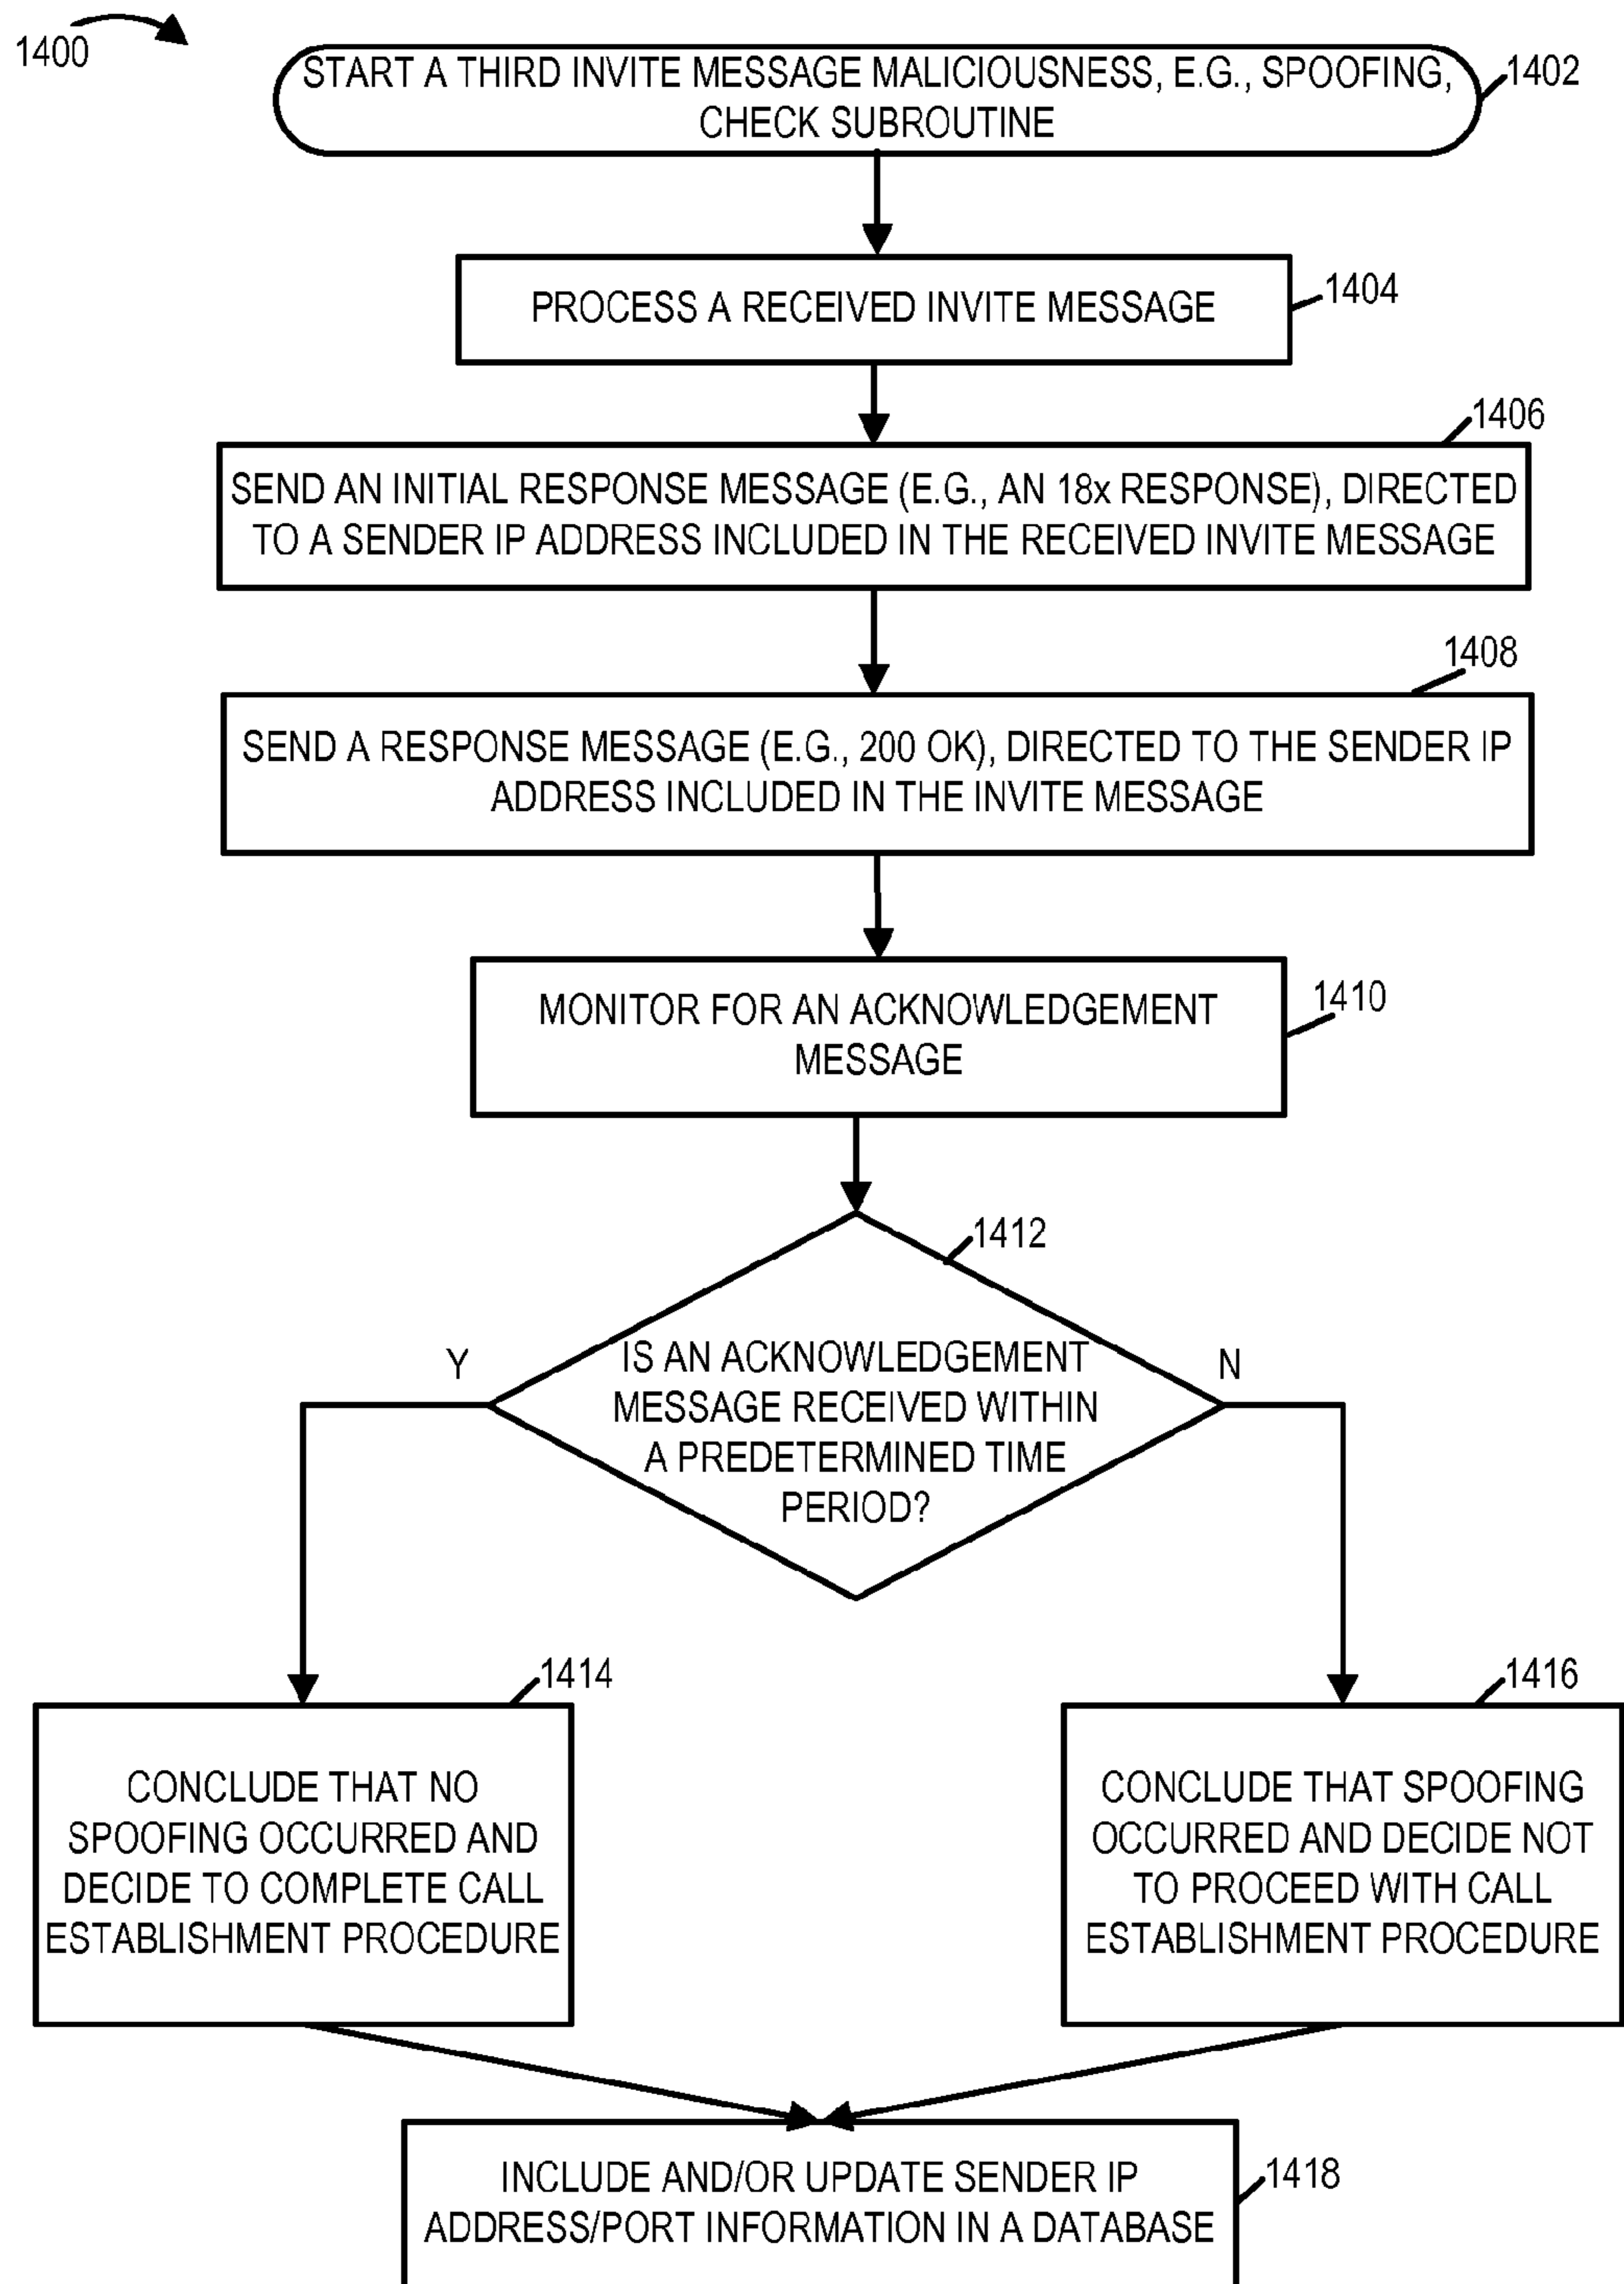 1400
START A THIRD INVITE MESSAGE MALICIOUSNESS, E.G., SPOOFING,
CHECK SUBROUTINE
1402
PROCESS A RECEIVED INVITE MESSAGE
1404
1406
SEND AN INITIAL RESPONSE MESSAGE (E.G., AN 18x RESPONSE), DIRECTED
TO A SENDER IP ADDRESS INCLUDED IN THE RECEIVED INVITE MESSAGE
1408
SEND A RESPONSE MESSAGE (E.G., 200 OK), DIRECTED TO THE SENDER IP
ADDRESS INCLUDED IN THE INVITE MESSAGE
MONITOR FOR AN ACKNOWLEDGEMENT
MESSAGE
1410
1412
Y
IS AN ACKNOWLEDGEMENT
MESSAGE RECEIVED WITHIN
A PREDETERMINED TIME
PERIOD?
N
1414
CONCLUDE THAT NO
SPOOFING OCCURRED AND
DECIDE TO COMPLETE CALL
ESTABLISHMENT PROCEDURE
1416
CONCLUDE THAT SPOOFING
OCCURRED AND DECIDE NOT
TO PROCEED WITH CALL
ESTABLISHMENT PROCEDURE
INCLUDE AND/OR UPDATE SENDER IP
ADDRESS/PORT INFORMATION IN A DATABASE
1418